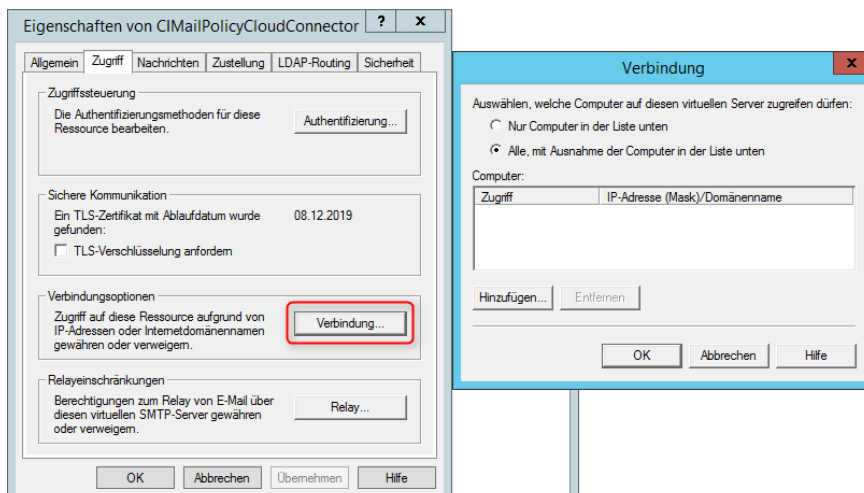 Eigenschaften von CIMailPolicyCloudConnector
? x
Allgemein Zugriff Nachrichten Zustellung LDAP-Routing Sicherheit
Zugriffssteuerung
Die Authentifizierungsmethoden für diese
Ressource bearbeiten.
Authentifizierung...
Sichere Kommunikation
Ein TLS-Zertifikat mit Ablaufdatum wurde
gefunden:
08.12.2019
TLS-Verschlüsselung anfordern
Verbindungsoptionen
Zugriff auf diese Ressource aufgrund von
IP-Adressen oder Internetdomänennamen
gewähren oder verweigern.
Verbindung...
Relayeinschränkungen
Berechtigungen zum Relay von E-Mail über
diesen virtuellen SMTP-Server gewähren
oder verweigern.
Relay...
OK Abbrechen Übernehmen Hilfe
Verbindung
x
Auswählen, welche Computer auf diesen virtuellen Server zugreifen dürfen:
Nur Computer in der Liste unten
Alle, mit Ausnahme der Computer in der Liste unten
Computer:
Zugriff IP-Adresse (Mask)/Domänenname
Hinzufügen... Entfernen
OK Abbrechen Hilfe